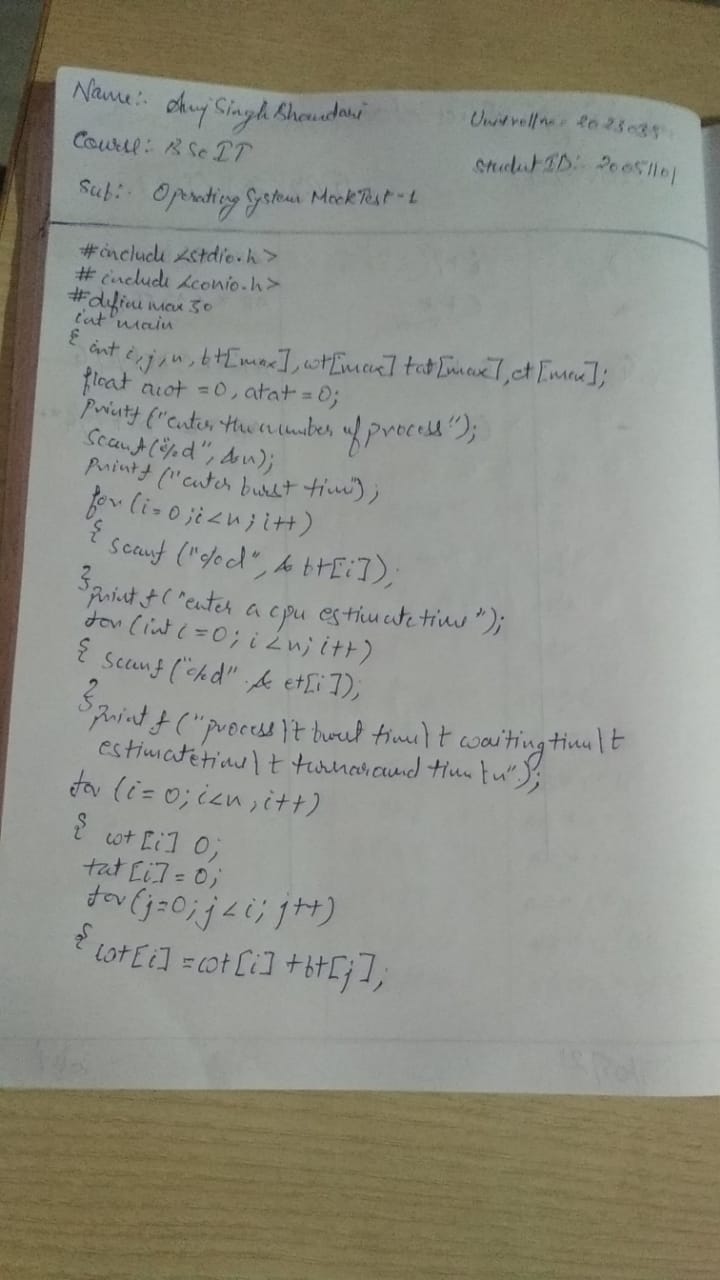 Name:- Anuj Singh Bhandari
Univrollno:- 2023035
Course:- BSc IT
Student ID:- 20051101
Sub:- Operating System Mock Test-1
#include <stdio.h>
# include <conio.h>
#define max 30
int main
{ int i,j,n,bt[max],wt[max] tat[max],et[max];
float awt =0, atat = 0;
printf ("enter the number of process");
scanf("%d", &n);
printf ("enter burst time");
for (i=0;i<n;i++)
{ scanf ("%d", & bt[i]);
}
printf ("enter a cpu estimate time");
for (int i=0; i<n; i++)
{ scanf ("%d". & et[i]);
}
printf ("process\t burst time\t waiting time\t
estimatetime\t turnaround time\n");
for (i=0; i<n, i++)
{ wt [i] 0;
tat [i] = 0;
for (j=0; j<i; j++)
{ wt[i] = wt[i] +bt[j];